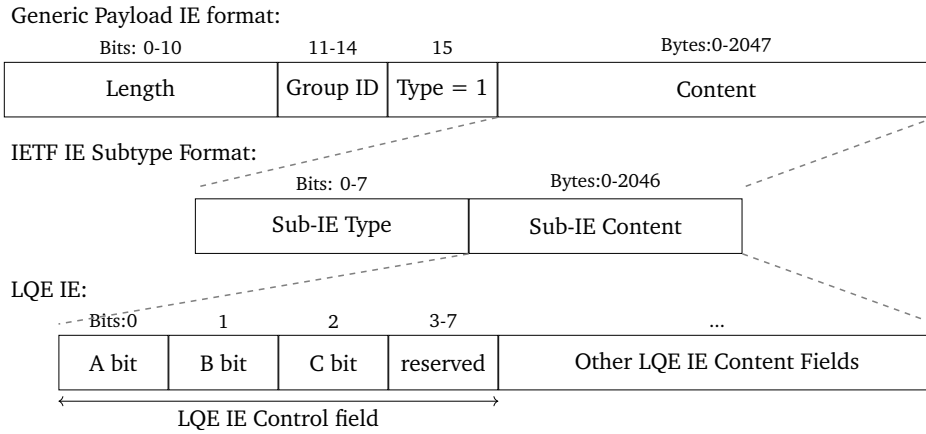 Generic Payload IE format:
Bits: 0-10 11-14 15 Bytes:0-2047
Length Group ID Type = 1 Content
IETF IE Subtype Format:
Bits: 0-7 Bytes:0-2046
Sub-IE Type Sub-IE Content
LQE IE:
Bits:0 1 2 3-7 ...
A bit B bit C bit reserved Other LQE IE Content Fields
LQE IE Control field